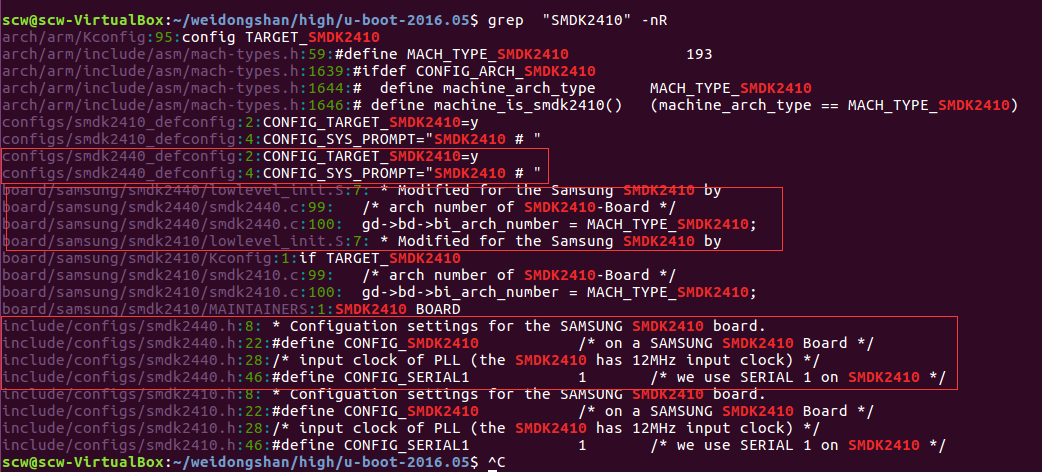 scw@scw-VirtualBox:~/weidongshan/high/u-boot-2016.05$ grep  "SMDK2410" -nR
arch/arm/Kconfig:95:config TARGET_SMDK2410
arch/arm/include/asm/mach-types.h:59:#define MACH_TYPE_SMDK2410              193
arch/arm/include/asm/mach-types.h:1639:#ifdef CONFIG_ARCH_SMDK2410
arch/arm/include/asm/mach-types.h:1644:#  define machine_arch_type      MACH_TYPE_SMDK2410
arch/arm/include/asm/mach-types.h:1646:# define machine_is_smdk2410()   (machine_arch_type == MACH_TYPE_SMDK2410)
configs/smdk2410_defconfig:2:CONFIG_TARGET_SMDK2410=y
configs/smdk2410_defconfig:4:CONFIG_SYS_PROMPT="SMDK2410 # "
configs/smdk2440_defconfig:2:CONFIG_TARGET_SMDK2410=y
configs/smdk2440_defconfig:4:CONFIG_SYS_PROMPT="SMDK2410 # "
board/samsung/smdk2440/lowlevel_init.S:7: * Modified for the Samsung SMDK2410 by
board/samsung/smdk2440/smdk2440.c:99:   /* arch number of SMDK2410-Board */
board/samsung/smdk2440/smdk2440.c:100:  gd->bd->bi_arch_number = MACH_TYPE_SMDK2410;
board/samsung/smdk2410/lowlevel_init.S:7: * Modified for the Samsung SMDK2410 by
board/samsung/smdk2410/Kconfig:1:if TARGET_SMDK2410
board/samsung/smdk2410/smdk2410.c:99:   /* arch number of SMDK2410-Board */
board/samsung/smdk2410/smdk2410.c:100:  gd->bd->bi_arch_number = MACH_TYPE_SMDK2410;
board/samsung/smdk2410/MAINTAINERS:1:SMDK2410 BOARD
include/configs/smdk2440.h:8: * Configuation settings for the SAMSUNG SMDK2410 board.
include/configs/smdk2440.h:22:#define CONFIG_SMDK2410           /* on a SAMSUNG SMDK2410 Board */
include/configs/smdk2440.h:28:/* input clock of PLL (the SMDK2410 has 12MHz input clock) */
include/configs/smdk2440.h:46:#define CONFIG_SERIAL1            1       /* we use SERIAL 1 on SMDK2410 */
include/configs/smdk2410.h:8: * Configuation settings for the SAMSUNG SMDK2410 board.
include/configs/smdk2410.h:22:#define CONFIG_SMDK2410           /* on a SAMSUNG SMDK2410 Board */
include/configs/smdk2410.h:28:/* input clock of PLL (the SMDK2410 has 12MHz input clock) */
include/configs/smdk2410.h:46:#define CONFIG_SERIAL1            1       /* we use SERIAL 1 on SMDK2410 */
scw@scw-VirtualBox:~/weidongshan/high/u-boot-2016.05$ ^C